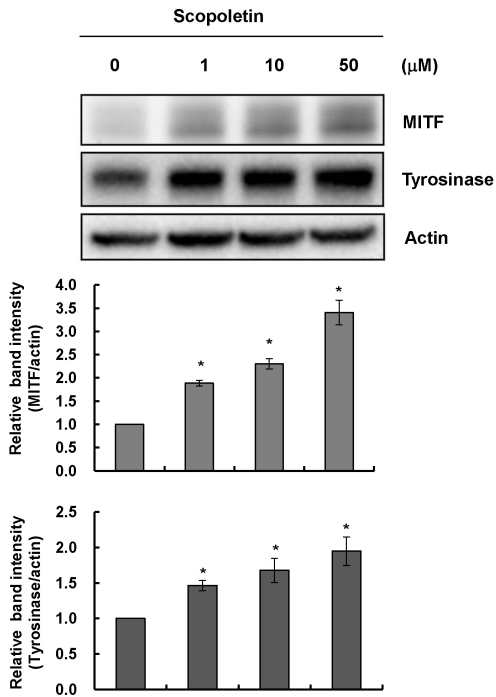 Scopoletin
0 1 10 50 (μM)
MITF
Tyrosinase
Actin
Relative band intensity
(MITF/actin)
4.0
3.5
3.0
2.5
2.0
1.5
1.0
0.5
0.0
*
*
*
Relative band intensity
(Tyrosinase/actin)
2.5
2.0
1.5
1.0
0.5
0.0
*
*
*